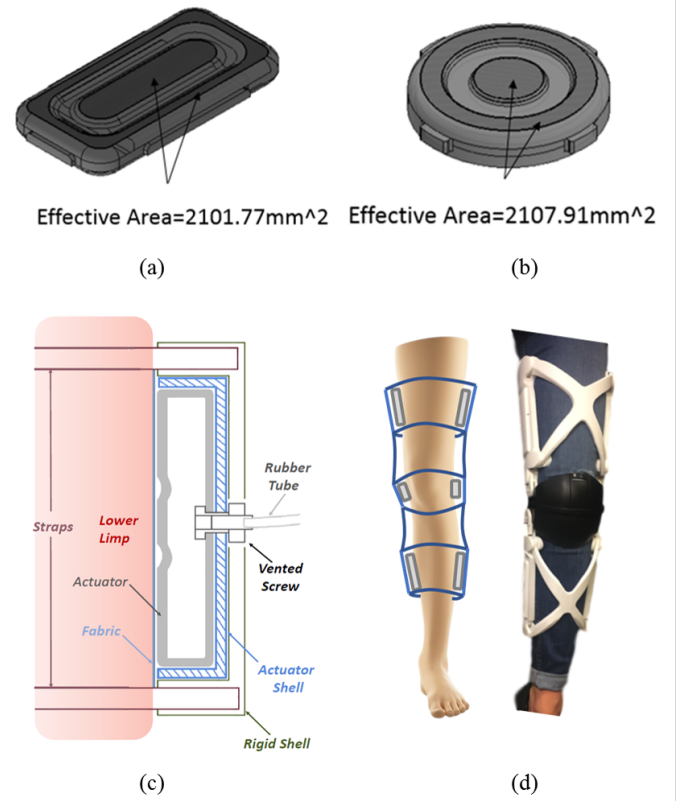 Effective Area=2101.77mm^2
Effective Area=2107.91mm^2
(a)
(b)
Rubber
Tube
Straps
Lower
Limp
Vented
Screw
Actuator
Fabric
Actuator
Shell
Rigid Shell
(c)
(d)